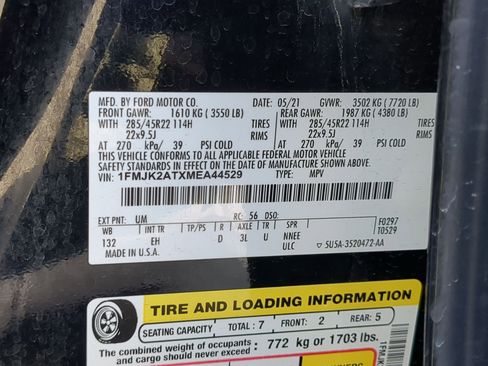 MFD. BY FORD MOTOR CO. 05/21 GVWR: 3502 KG (7720 LB)
FRONT GAWR: 1610 KG (3550 LB) REAR GAWR: 1987 KG (4380 LB)
WITH 285/45R22 114H TIRES WITH 285/45R22 114H TIRES
22x9.5J RIMS 22x9.5J RIMS
AT 270 kPa/ 39 PSI COLD AT 270 kPa/ 39 PSI COLD
THIS VEHICLE CONFORMS TO ALL APPLICABLE FEDERAL MOTOR VEHICLE
SAFETY STANDARDS IN EFFECT ON THE DATE OF MANUFACTURE SHOWN ABOVE.
VIN: 1FMJK2ATXMEA44529 TYPE: MPV
EXT PNT: UM RC: 56 DSO: F0297
WB INT TR TP/PS R AXLE TR SPR T0529
132 EH D 3L U NENNE
MADE IN U.S.A. ULC 5U5A-3520472-AA
TIRE AND LOADING INFORMATION
SEATING CAPACITY TOTAL: 7 FRONT: 2 REAR: 5
The combined weight of occupants
and cargo should never exceed: 772 kg or 1703 lbs.
1FMJK